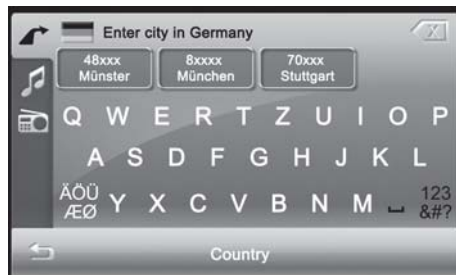 Enter city in Germany
X
48xxx 8xxxx 70xxx
Münster München Stuttgart
Q W E R T Z U I O P
A S D F G H J K L
ÄÖÜ 123
ÆØ Y X C V B N M &#?
Country